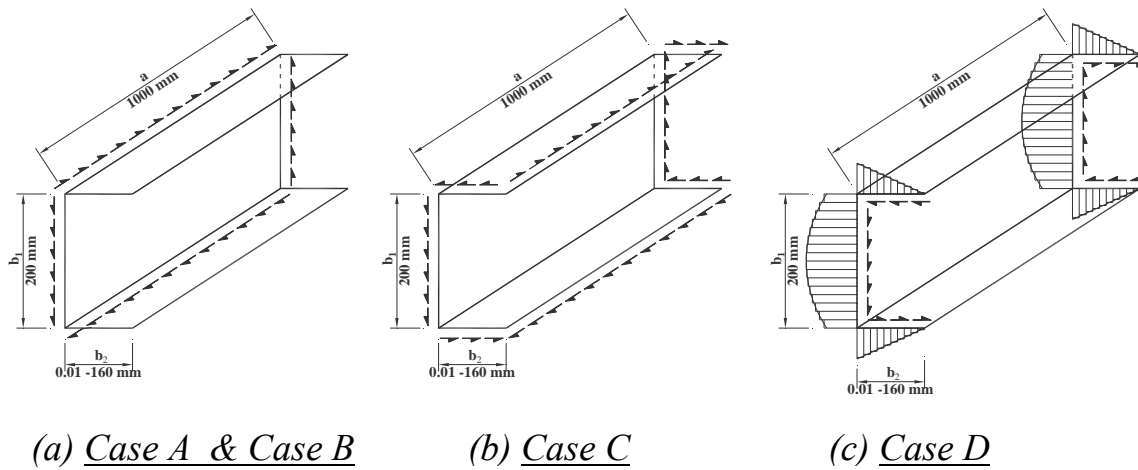 a
1000 mm
b1
200 mm
b2
0.01 -160 mm
(a) Case A & Case B
a
1000 mm
b1
200 mm
b2
0.01 -160 mm
(b) Case C
a
1000 mm
b1
200 mm
b2
0.01 -160 mm
(c) Case D